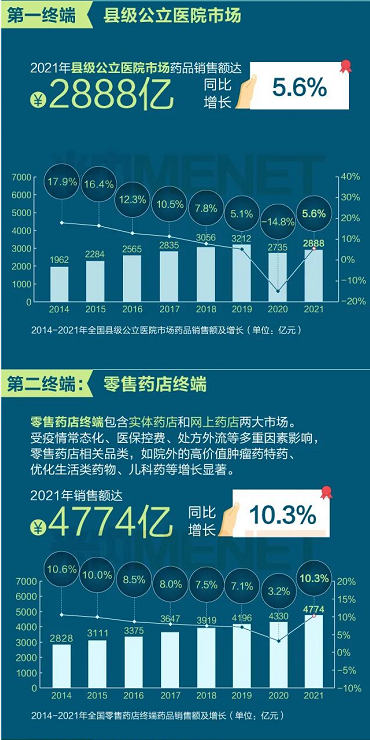 第一终端 县级公立医院市场
2021年县级公立医院市场药品销售额达
¥2888亿 同比增长 5.6%
MENET
17.9% 16.4% 12.3% 10.5% 7.8% 5.1% -14.8% 5.6%
7000 40%
6000 30%
5000 20%
4000 10%
3000 0%
2000 -10%
1000 -20%
0
1962 2284 2565 2835 3056 3212 2735 2888
2014 2015 2016 2017 2018 2019 2020 2021
2014-2021年全国县级公立医院市场药品销售额及增长（单位：亿元）
第二终端：零售药店终端
零售药店终端包含实体药店和网上药店两大市场。
受疫情常态化、医保控费、处方外流等多重因素影响，
零售药店相关品类，如院外的高价值肿瘤药特药、
优化生活类药物、儿科药等增长显著。
2021年销售额达
¥4774亿 同比增长 10.3%
MENET
10.6% 10.0% 8.5% 8.0% 7.5% 7.1% 3.2% 10.3%
7000 20%
6000 15%
5000 10%
4000 5%
3000 0%
2000 -5%
1000 -10%
0
2828 3111 3375 3647 3919 4196 4330 4774
2014 2015 2016 2017 2018 2019 2020 2021
2014-2021年全国零售药店终端药品销售额及增长（单位：亿元）